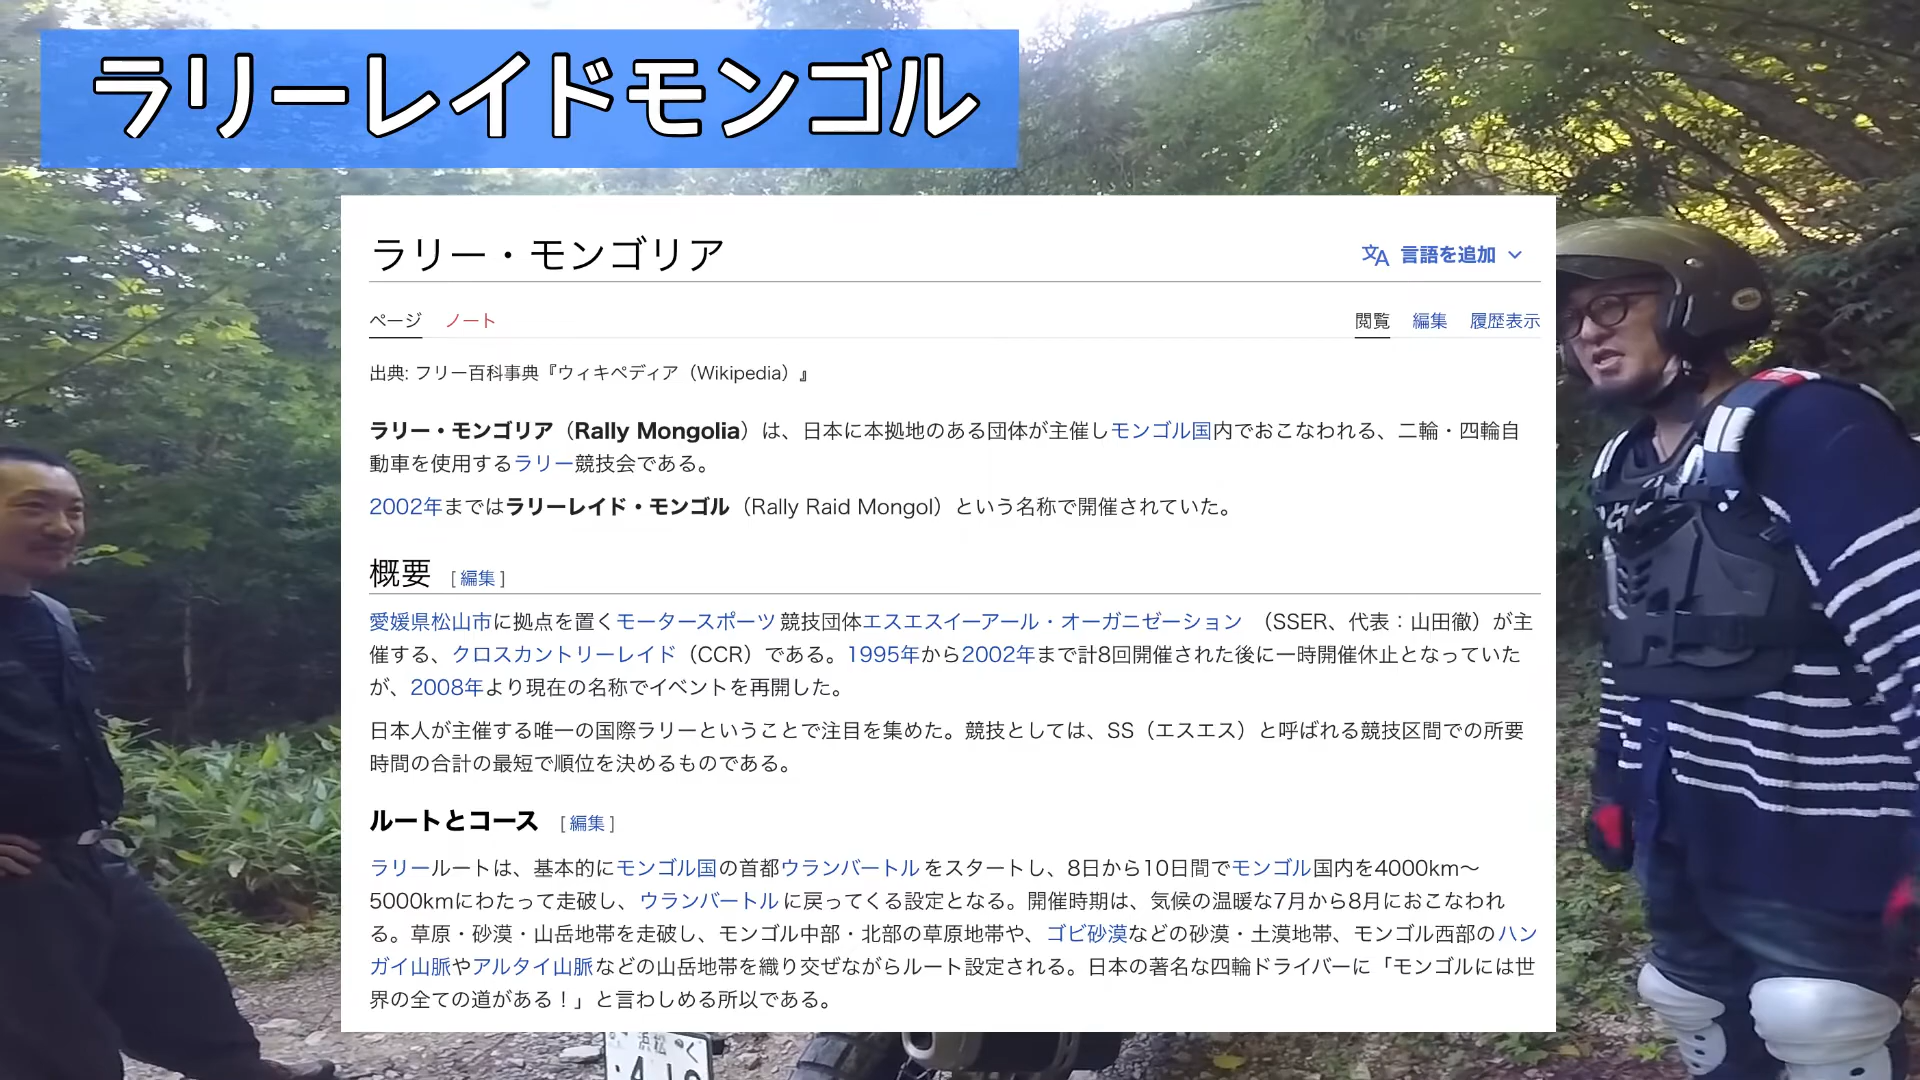 ラリーレイドモンゴル
ラリー・モンゴリア
言語を追加
ページ ノート 閲覧 編集 履歴表示
出典: フリー百科事典『ウィキペディア（Wikipedia）』
ラリー・モンゴリア（Rally Mongolia）は、日本に本拠地のある団体が主催しモンゴル国内でおこなわれる、二輪・四輪自
動車を使用するラリー競技会である。
2002年まではラリーレイド・モンゴル（Rally Raid Mongol）という名称で開催されていた。
概要 [編集]
愛媛県松山市に拠点を置くモータースポーツ競技団体エスエスイーアール・オーガニゼーション （SSER、代表：山田徹）が主
催する、クロスカントリーレイド（CCR）である。1995年から2002年まで計8回開催された後に一時開催休止となっていた
が、2008年より現在の名称でイベントを再開した。
日本人が主催する唯一の国際ラリーということで注目を集めた。競技としては、SS（エスエス）と呼ばれる競技区間での所要
時間の合計の最短で順位を決めるものである。
ルートとコース [編集]
ラリールートは、基本的にモンゴル国の首都ウランバートルをスタートし、8日から10日間でモンゴル国内を4000km〜
5000kmにわたって走破し、ウランバートルに戻ってくる設定となる。開催時期は、気候の温暖な7月から8月におこなわれ
る。草原・砂漠・山岳地帯を走破し、モンゴル中部・北部の草原地帯や、ゴビ砂漠などの砂漠・土漠地帯、モンゴル西部のハン
ガイ山脈やアルタイ山脈などの山岳地帯を織り交ぜながらルート設定される。日本の著名な四輪ドライバーに「モンゴルには世
界の全ての道がある！」と言わしめる所以である。
浜松 く